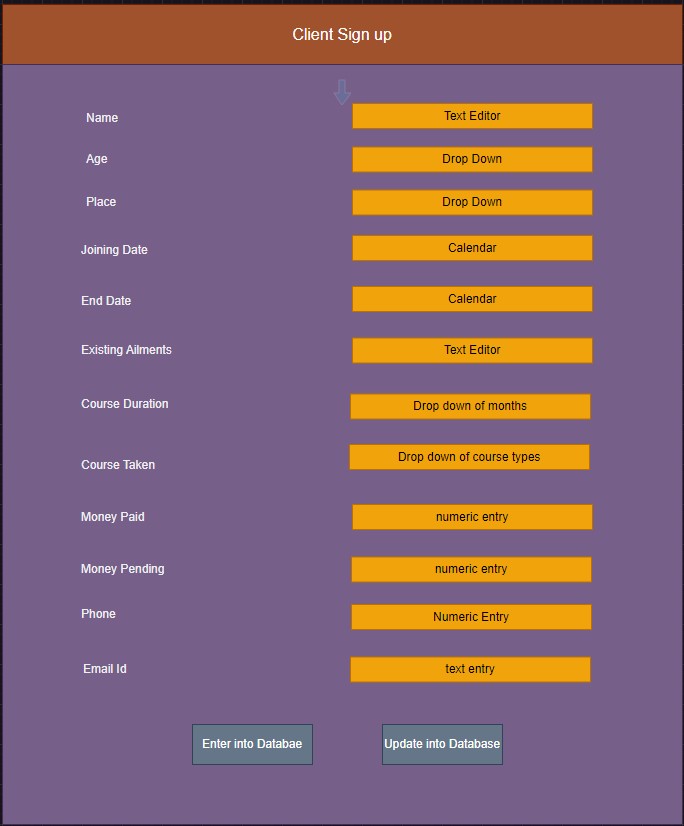 Client Sign up
Name Text Editor
Age Drop Down
Place Drop Down
Joining Date Calendar
End Date Calendar
Existing Ailments Text Editor
Course Duration Drop down of months
Course Taken Drop down of course types
Money Paid numeric entry
Money Pending numeric entry
Phone Numeric Entry
Email Id text entry
Enter into Databae Update into Database